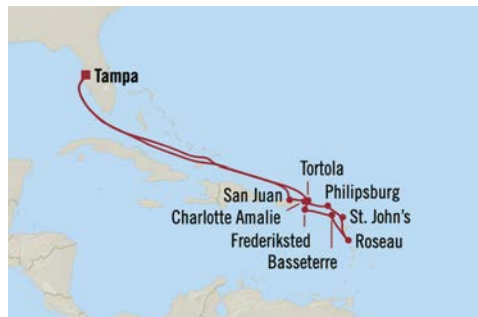 Tampa
Tortola
San Juan
Philipsburg
Charlotte Amalie
St. John's
Frederiksted
Roseau
Basseterre